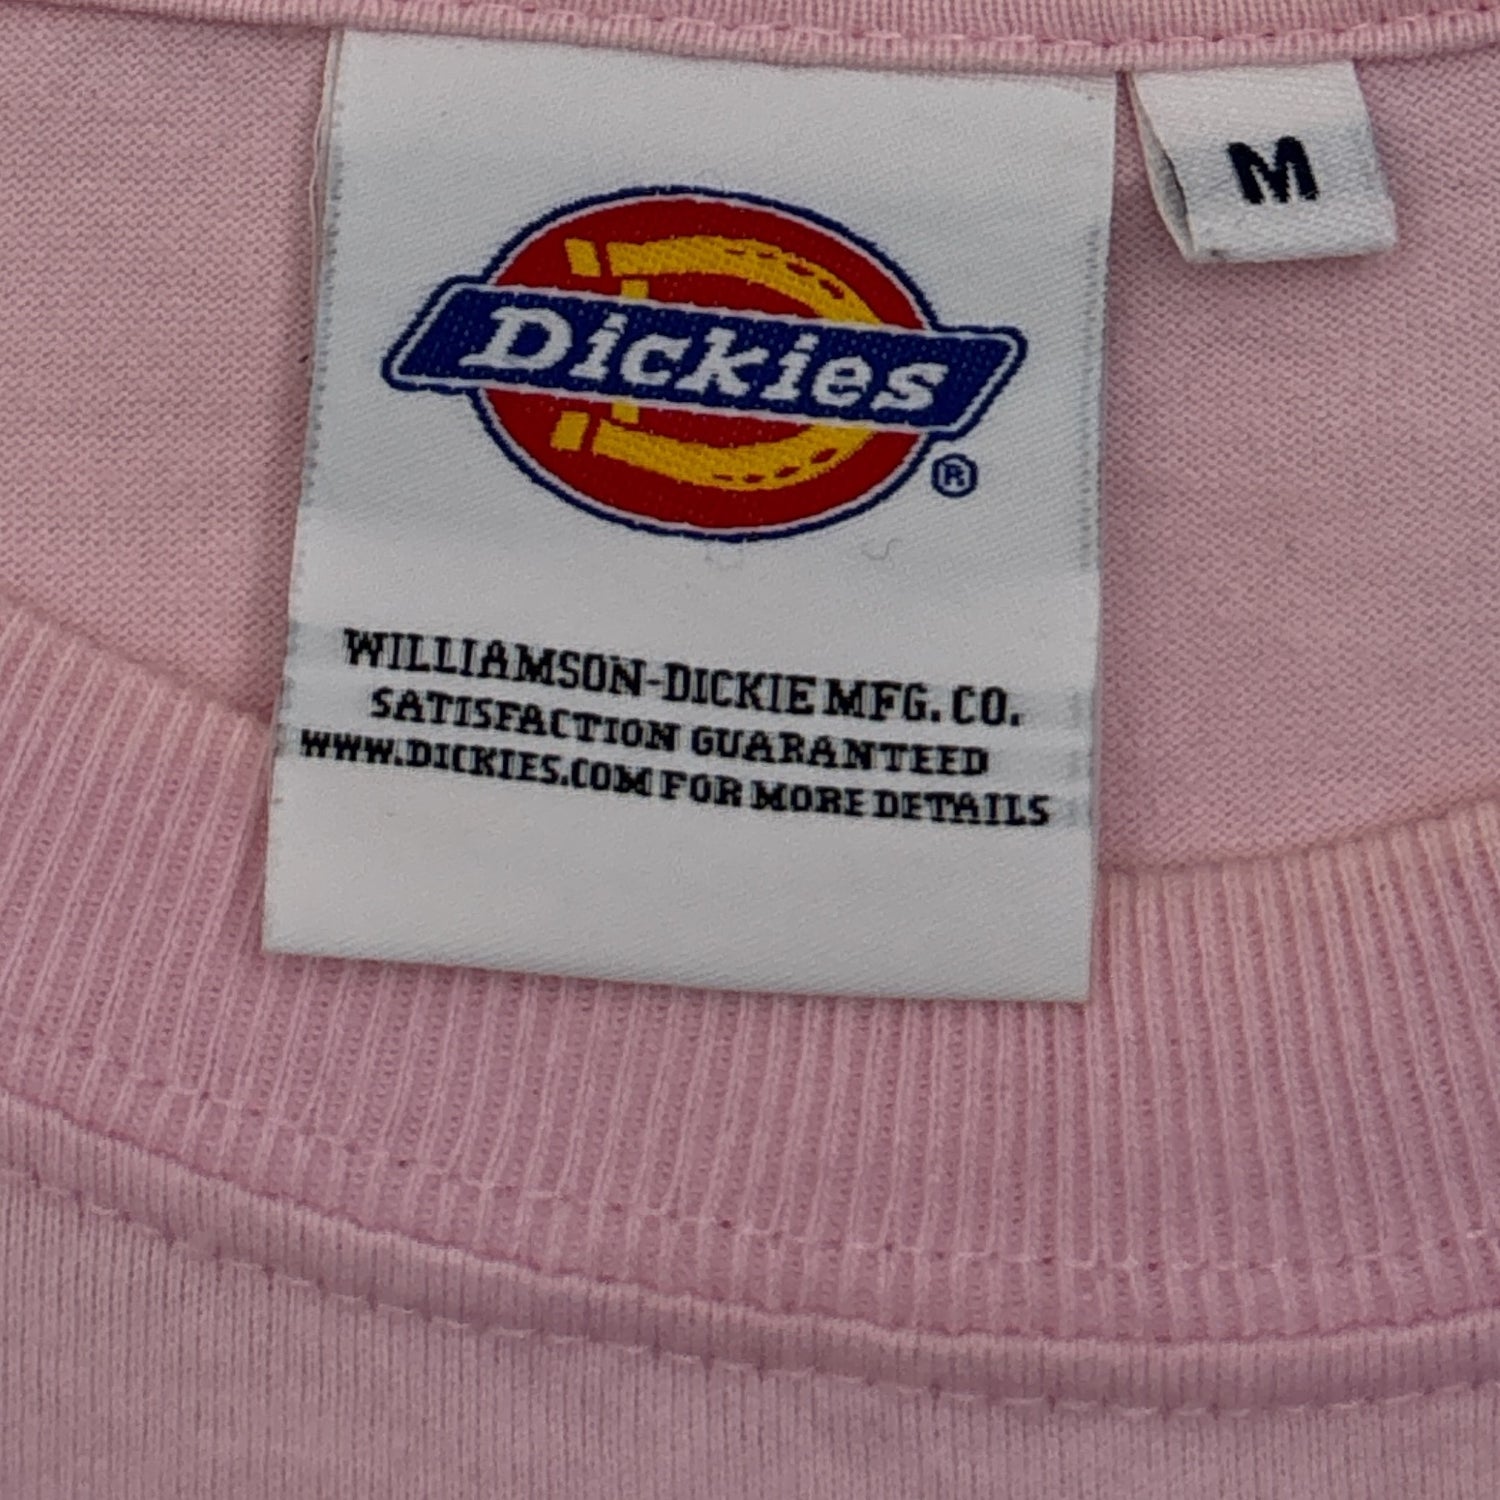 Dickies
®
M
WILLIAMSON-DICKIE MFG. CO.
SATISFACTION GUARANTEED
WWW.DICKIES.COM FOR MORE DETAILS